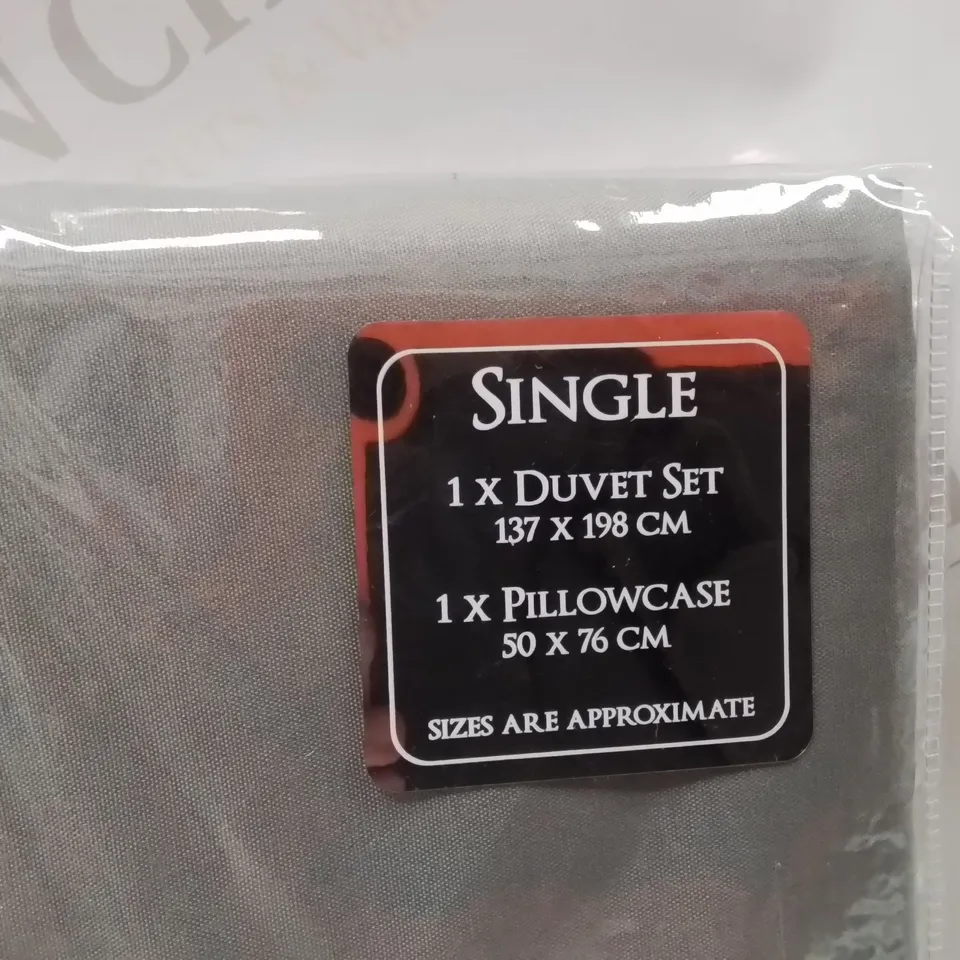 SINGLE
1 X DUVET SET
137 X 198 CM
1 X PILLOWCASE
50 X 76 CM
SIZES ARE APPROXIMATE